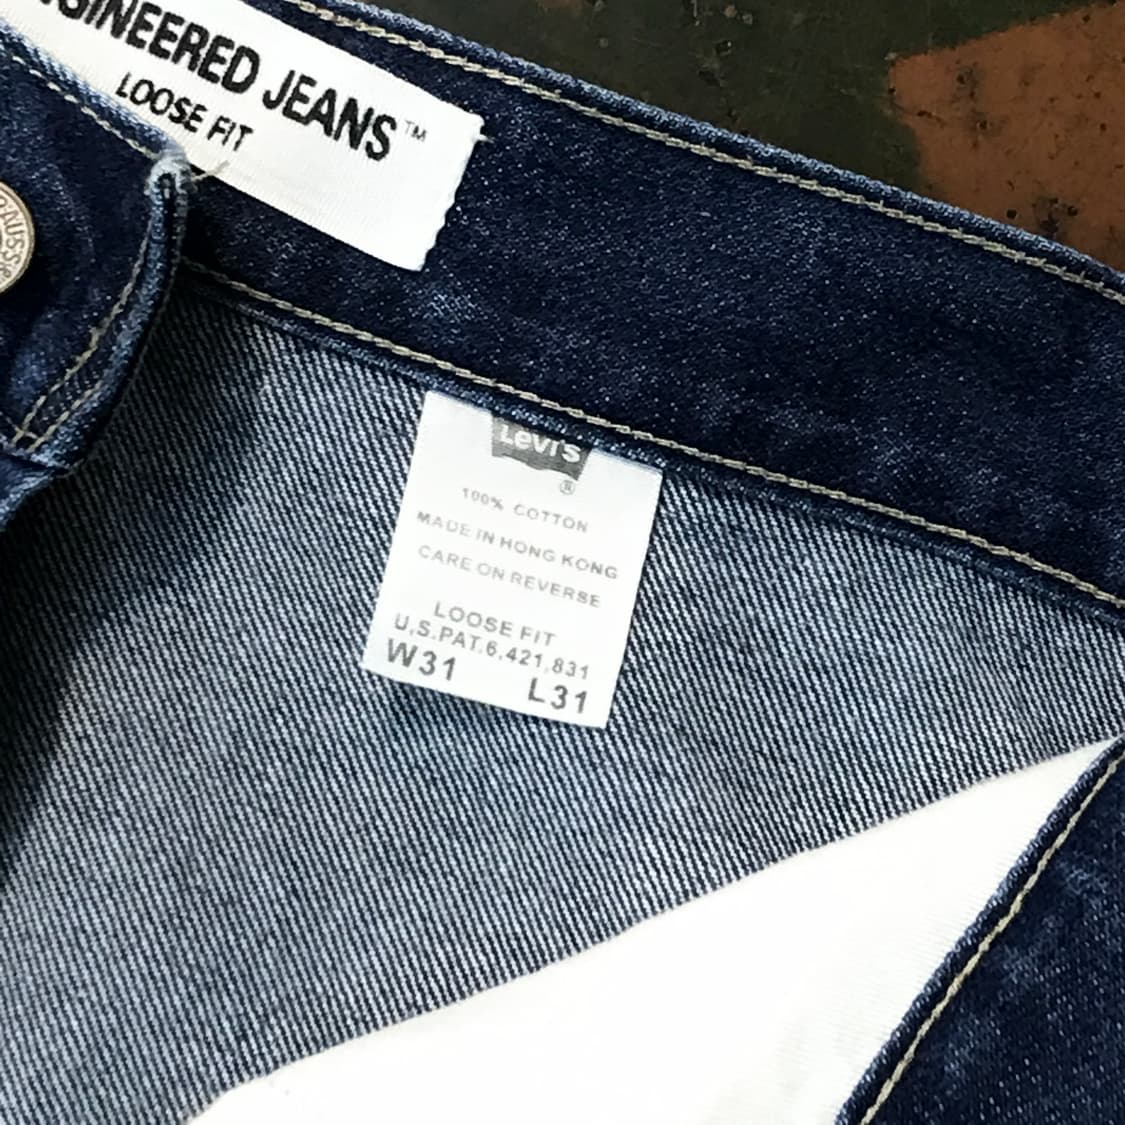 GINEERED JEANS™
LOOSE FIT
Levi's
®
100% COTTON
MADE IN HONG KONG
CARE ON REVERSE
LOOSE FIT
U.S.PAT.6,421,831
W31 L31